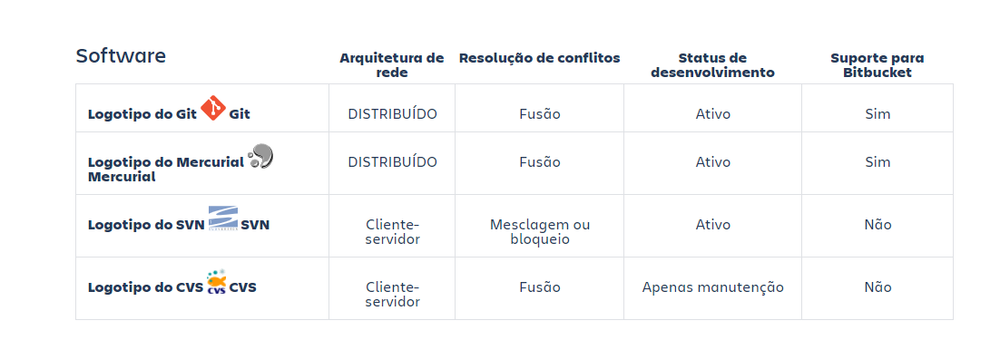 Software
Arquitetura de
rede
Resolução de conflitos
Status de
desenvolvimento
Suporte para
Bitbucket
Logotipo do Git Git
DISTRIBUÍDO
Fusão
Ativo
Sim
Logotipo do Mercurial
Mercurial
DISTRIBUÍDO
Fusão
Ativo
Sim
Logotipo do SVN SVN
Cliente-
servidor
Mesclagem ou
bloqueio
Ativo
Não
Logotipo do CVS CVS CVS
Cliente-
servidor
Fusão
Apenas manutenção
Não